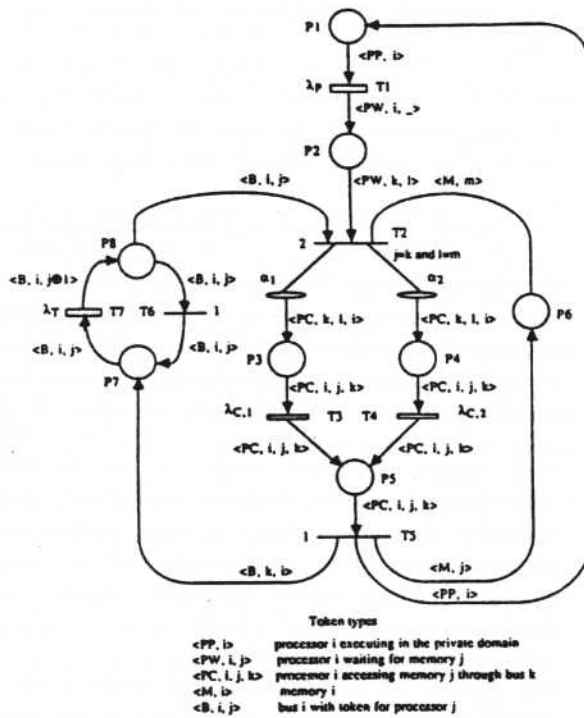 P1
<PP, i>
λP T1
<PW, i, _>
P2
<B, i, j> <PW, k, l> <M, m>
P8 2 T2
j=k and l=m
<B, i, j⊕1> <B, i, j> α1 α2
λT T7 T6 1 <PC, k, l, i> <PC, k, l, i> P6
<B, i, j> <B, i, j> P3 P4
P7 <PC, i, j, k> <PC, i, j, k>
λC,1 T3 T4 λC,2
<PC, i, j, k> <PC, i, j, k>
P5
<PC, i, j, k>
1 T5
<B, k, i> <M, j>
<PP, i>
Token types
<PP, i> processor i executing in the private domain
<PW, i, j> processor i waiting for memory j
<PC, i, j, k> processor i accessing memory j through bus k
<M, i> memory i
<B, i, j> bus i with token for processor j